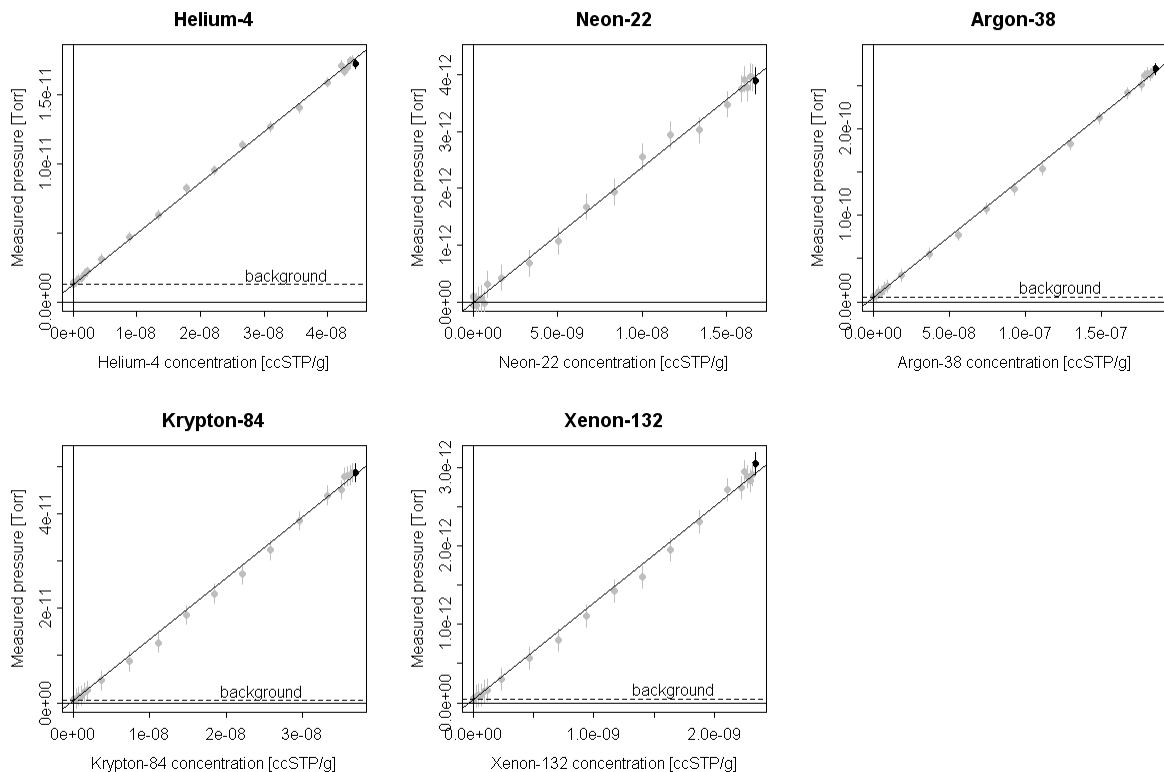 Helium-4
Neon-22
Argon-38
Measured pressure [Torr]
0.0e+00
1.0e-11
1.5e-11
background
0.0e+00
1e-08
2e-08
3e-08
4e-08
Helium-4 concentration [ccSTP/g]
Measured pressure [Torr]
0.0e+00
1e-12
2e-12
3e-12
4e-12
0.0e+00
5.0e-09
1.0e-08
1.5e-08
Neon-22 concentration [ccSTP/g]
Measured pressure [Torr]
0.0e+00
1.0e-10
2.0e-10
background
0.0e+00
5.0e-08
1.0e-07
1.5e-07
Argon-38 concentration [ccSTP/g]
Krypton-84
Xenon-132
Measured pressure [Torr]
0e+00
2e-11
4e-11
background
0e+00
1e-08
2e-08
3e-08
Krypton-84 concentration [ccSTP/g]
Measured pressure [Torr]
0.0e+00
1.0e-12
2.0e-12
3.0e-12
background
0.0e+00
1.0e-09
2.0e-09
Xenon-132 concentration [ccSTP/g]